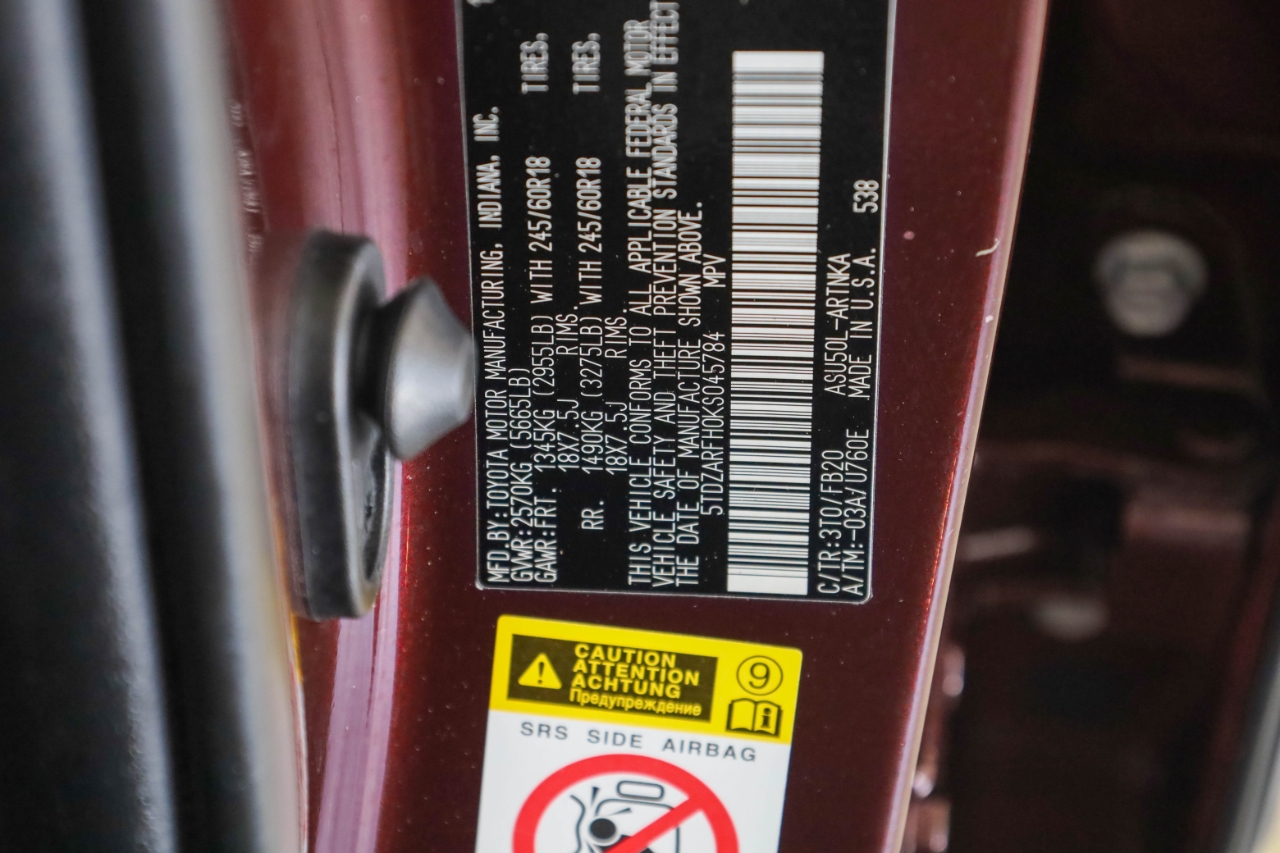 MFD.BY:TOYOTA MOTOR MANUFACTURING, INDIANA, INC.
GVWR:2570KG (5665LB)
GAWR:FRT. 1345KG (2955LB) WITH 245/60R18 TIRES.
18X7.5J RIMS
RR. 1490KG (3275LB) WITH 245/60R18 TIRES.
18X7.5J RIMS
THIS VEHICLE CONFORMS TO ALL APPLICABLE FEDERAL MOTOR
VEHICLE SAFETY AND THEFT PREVENTION STANDARDS IN EFFECT
THE DATE OF MANUFACTURE SHOWN ABOVE.
5TDZARFH0KS045784 MPV
C/TR:3T0/FB20 ASU50L-ARTNKA
A/TM:-03A/U760E MADE IN U.S.A. 538
CAUTION
ATTENTION
ACHTUNG
Предупреждение
9
i
SRS SIDE AIRBAG